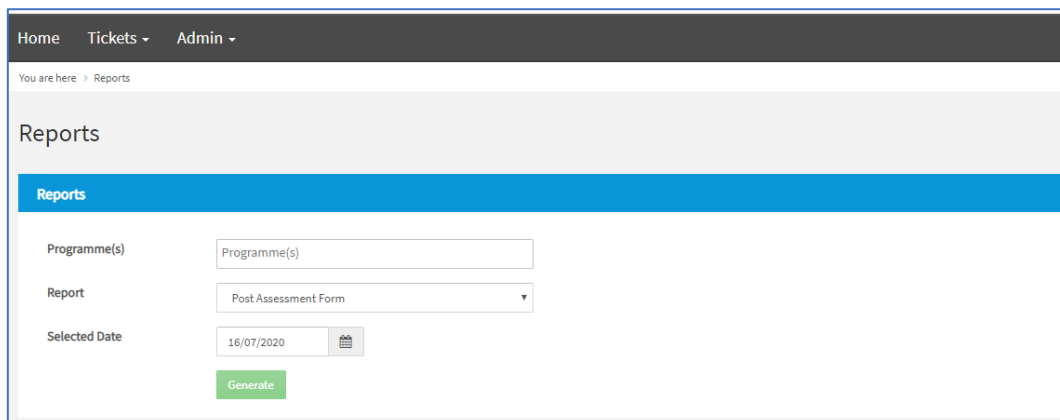 Home Tickets Admin
You are here > Reports
Reports
Reports
Programme(s) Programme(s)
Report Post Assessment Form
Selected Date 16/07/2020
Generate